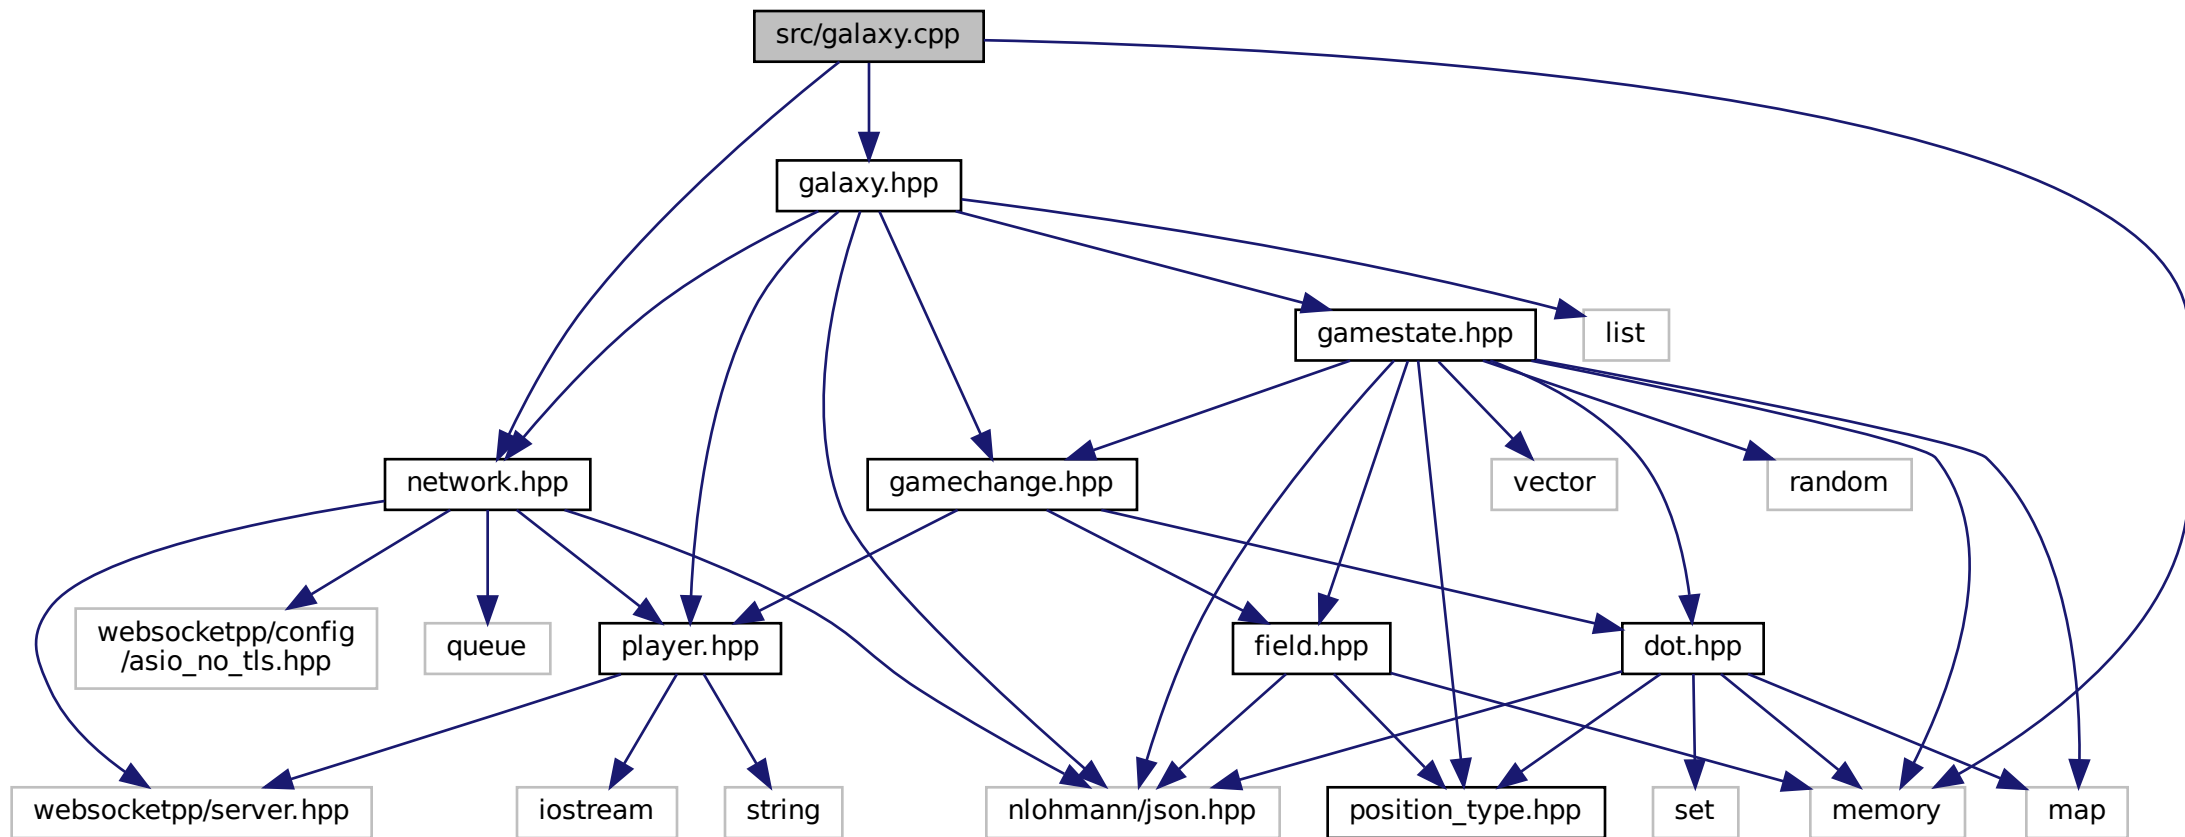 src/galaxy.cpp
galaxy.hpp
gamestate.hpp
list
network.hpp
gamechange.hpp
vector
random
websocketpp/config
/asio_no_tls.hpp
queue
player.hpp
field.hpp
dot.hpp
websocketpp/server.hpp
iostream
string
nlohmann/json.hpp
position_type.hpp
set
memory
map